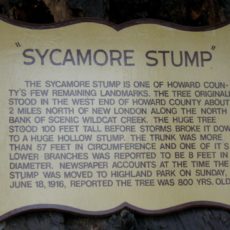 "SYCAMORE STUMP"
THE SYCAMORE STUMP IS ONE OF HOWARD COUN-
TY'S FEW REMAINING LANDMARKS. THE TREE ORIGINALLY
STOOD IN THE WEST END OF HOWARD COUNTY ABOUT
2 MILES NORTH OF NEW LONDON ALONG THE NORTH
BANK OF SCENIC WILDCAT CREEK. THE HUGE TREE
STOOD 100 FEET TALL BEFORE STORMS BROKE IT DOWN
TO A HUGE HOLLOW STUMP. THE TRUNK WAS MORE
THAN 57 FEET IN CIRCUMFERENCE AND ONE OF ITS
LOWER BRANCHES WAS REPORTED TO BE 8 FEET IN
DIAMETER. NEWSPAPER ACCOUNTS AT THE TIME THE
STUMP WAS MOVED TO HIGHLAND PARK ON SUNDAY,
JUNE 18, 1916, REPORTED THE TREE WAS 800 YRS. OLD.